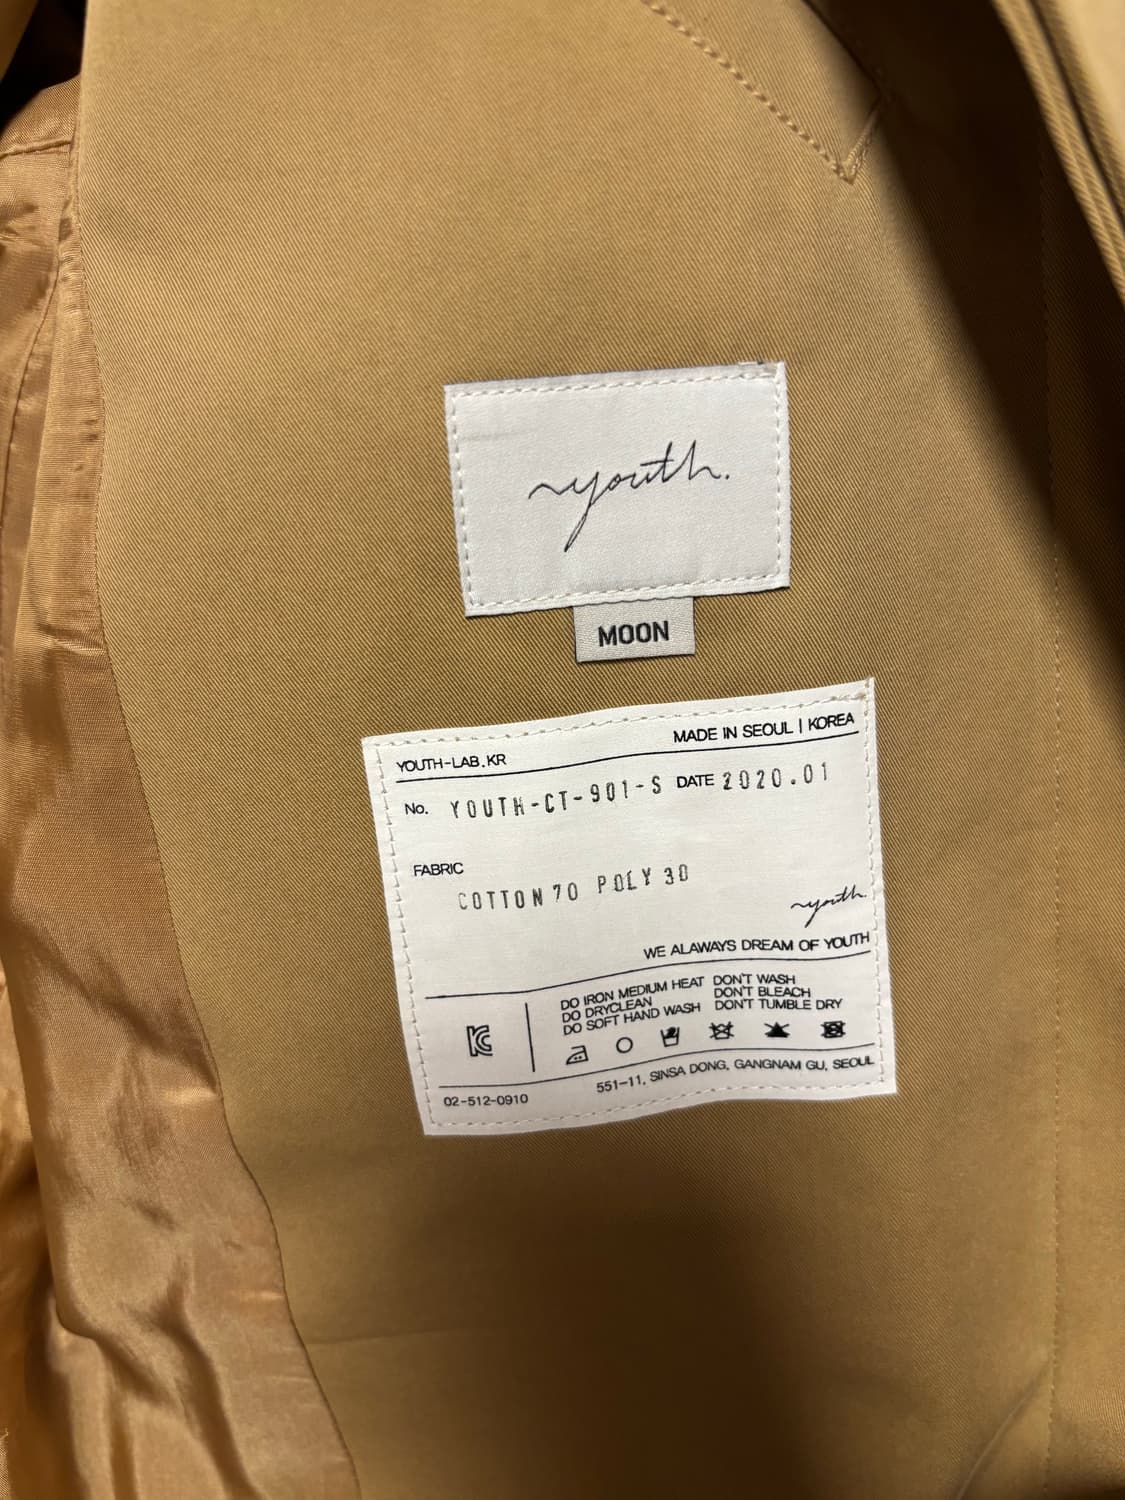 youth.
MOON
YOUTH-LAB.KR MADE IN SEOUL | KOREA
No. YOUTH-CT-901-S DATE 2020.01
FABRIC
COTTON 70 POLY 30
youth.
WE ALAWAYS DREAM OF YOUTH
DO IRON MEDIUM HEAT DON'T WASH
DO DRYCLEAN DON'T BLEACH
DO SOFT HAND WASH DON'T TUMBLE DRY
551-11, SINSA DONG, GANGNAM GU, SEOUL
02-512-0910